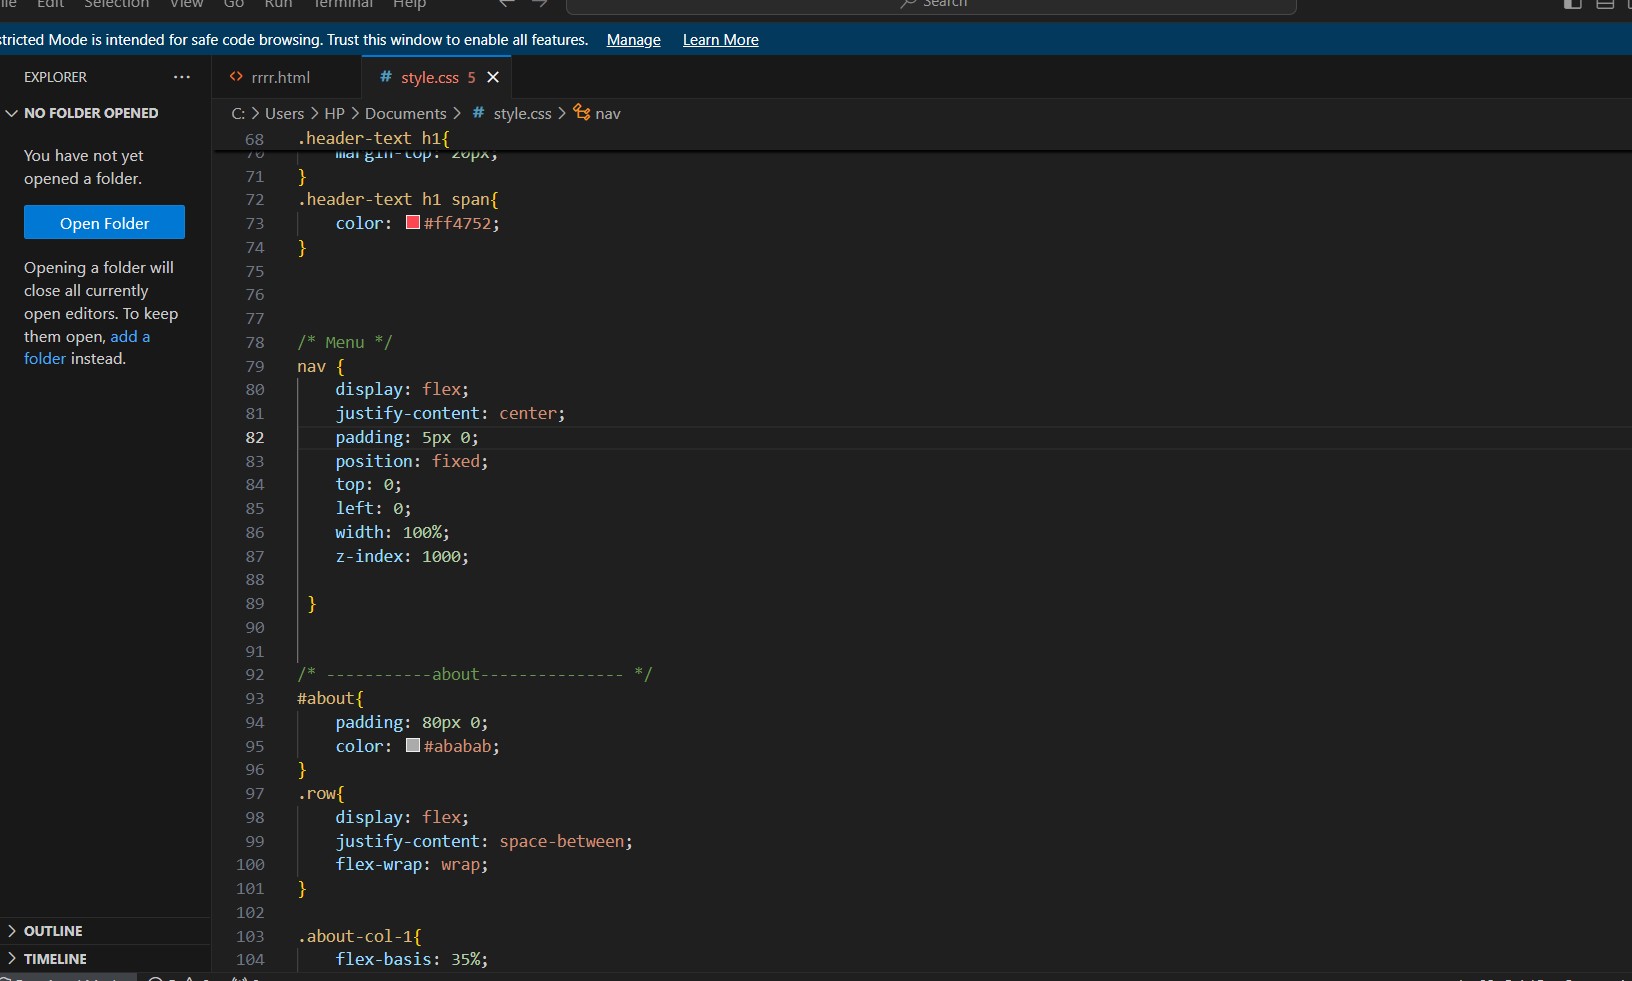 Edit Selection View Go Run Terminal Help Search
Restricted Mode is intended for safe code browsing. Trust this window to enable all features. Manage Learn More
EXPLORER ...
NO FOLDER OPENED
You have not yet
opened a folder.
Open Folder
Opening a folder will
close all currently
open editors. To keep
them open, add a
folder instead.
OUTLINE
TIMELINE
<> rrrr.html # style.css 5 ×
C: > Users > HP > Documents > # style.css > nav
68 .header-text h1{
70 margin-top: 20px;
71 }
72 .header-text h1 span{
73 color: #ff4752;
74 }
75
76
77
78 /* Menu */
79 nav {
80 display: flex;
81 justify-content: center;
82 padding: 5px 0;
83 position: fixed;
84 top: 0;
85 left: 0;
86 width: 100%;
87 z-index: 1000;
88
89 }
90
91
92 /* -----------about--------------- */
93 #about{
94 padding: 80px 0;
95 color: #ababab;
96 }
97 .row{
98 display: flex;
99 justify-content: space-between;
100 flex-wrap: wrap;
101 }
102
103 .about-col-1{
104 flex-basis: 35%;